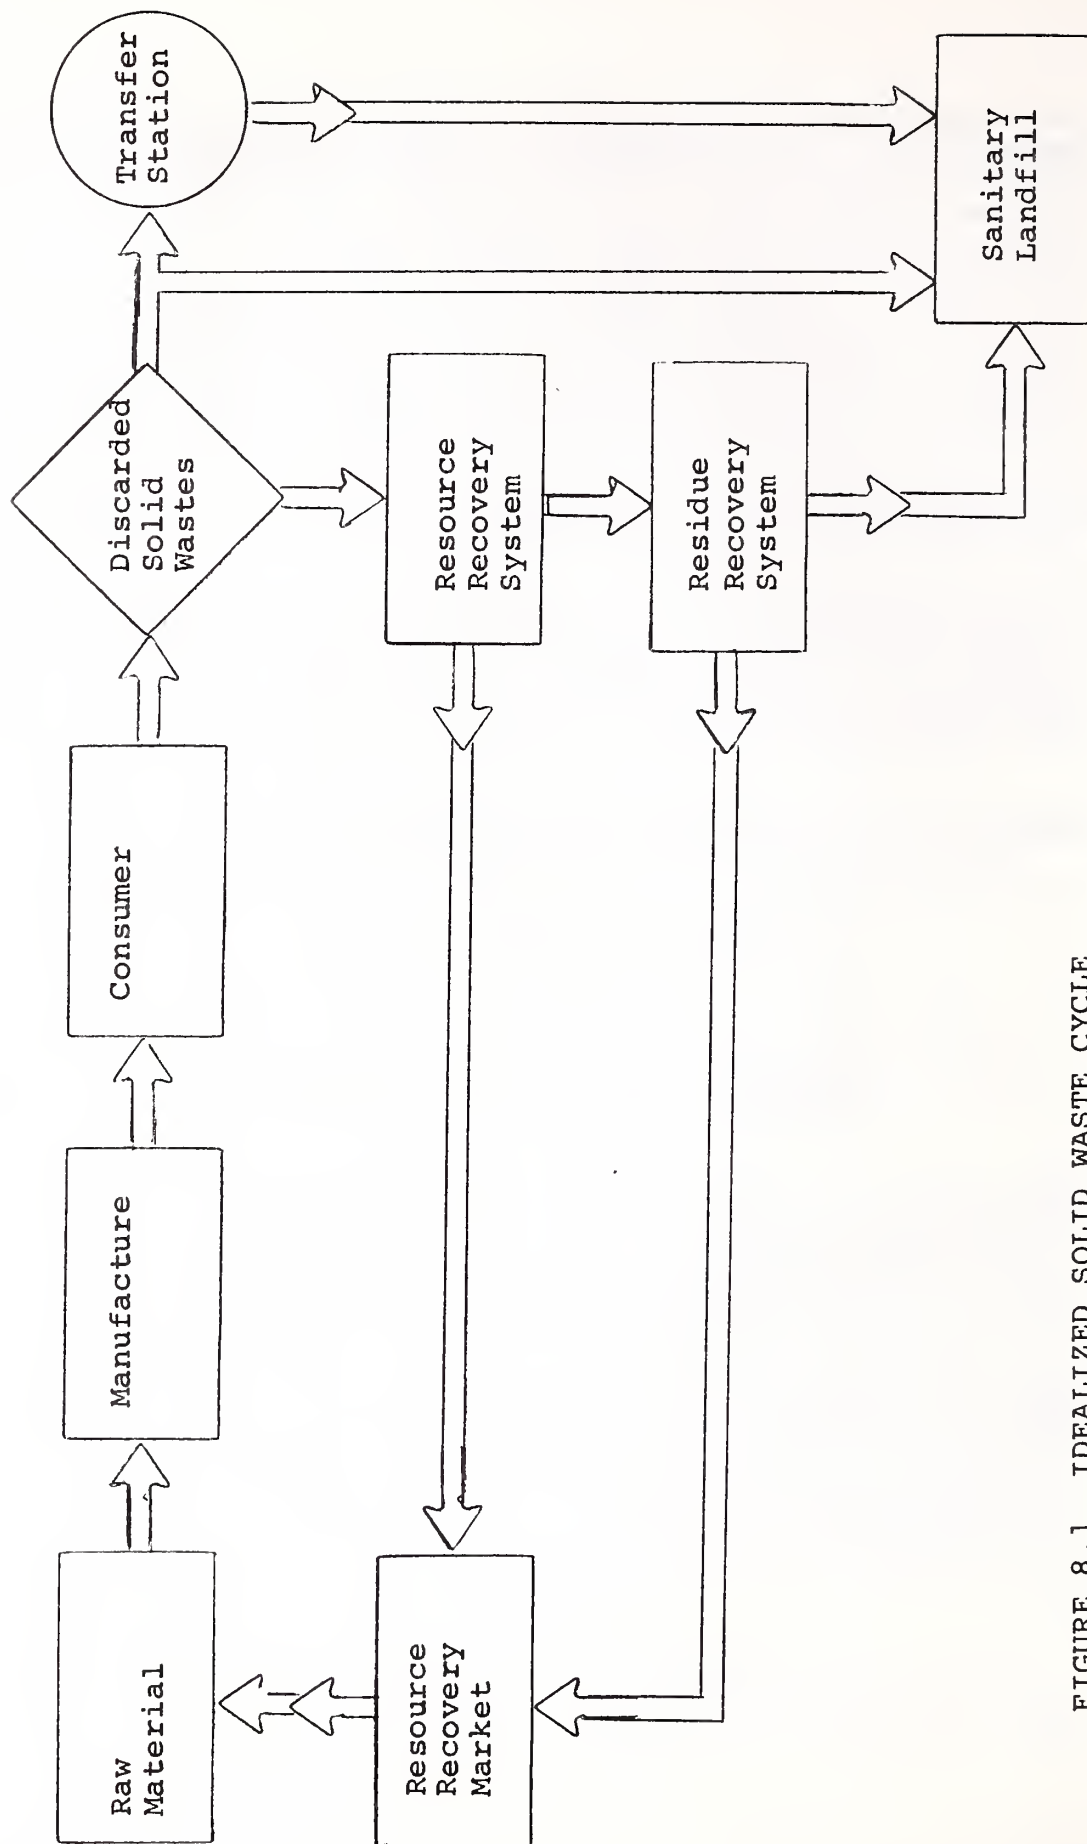 Raw
Material
Manufacture
Consumer
Discarded
Solid
Wastes
Transfer
Station
Resource
Recovery
Market
Resource
Recovery
System
Residue
Recovery
System
Sanitary
Landfill
FIGURE 8.1 IDEALIZED SOLID WASTE CYCLE